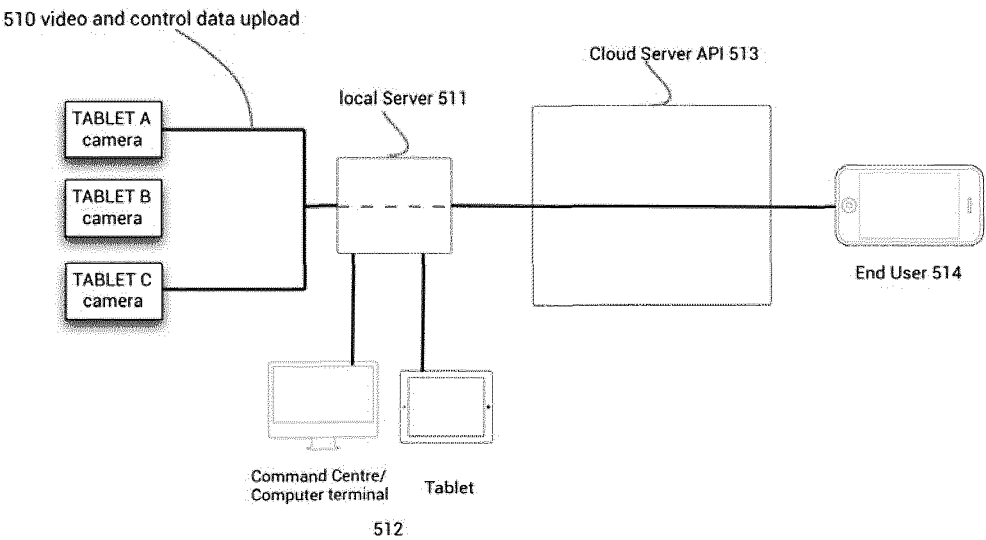 510 video and control data upload
Cloud Server API 513
local Server 511
TABLET A
camera
TABLET B
camera
TABLET C
camera
End User 514
Command Centre/
Computer terminal
Tablet
512